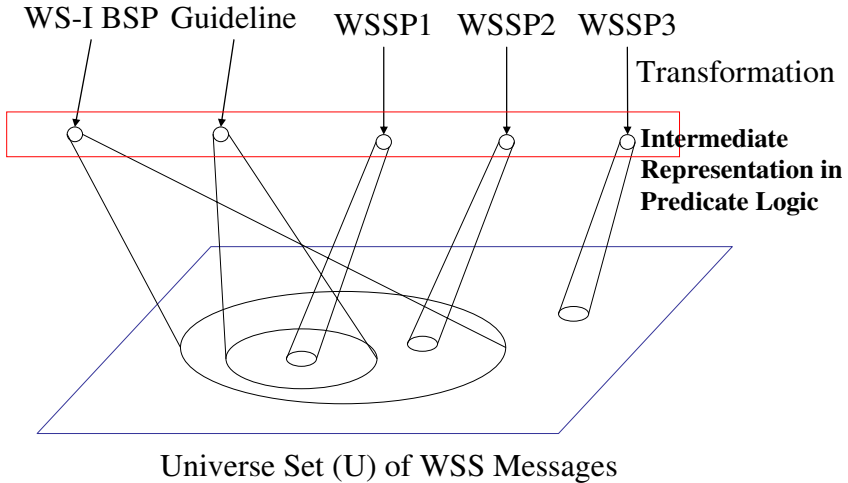 WS-I BSP Guideline WSSP1 WSSP2 WSSP3
Transformation
Intermediate
Representation in
Predicate Logic
Universe Set (U) of WSS Messages